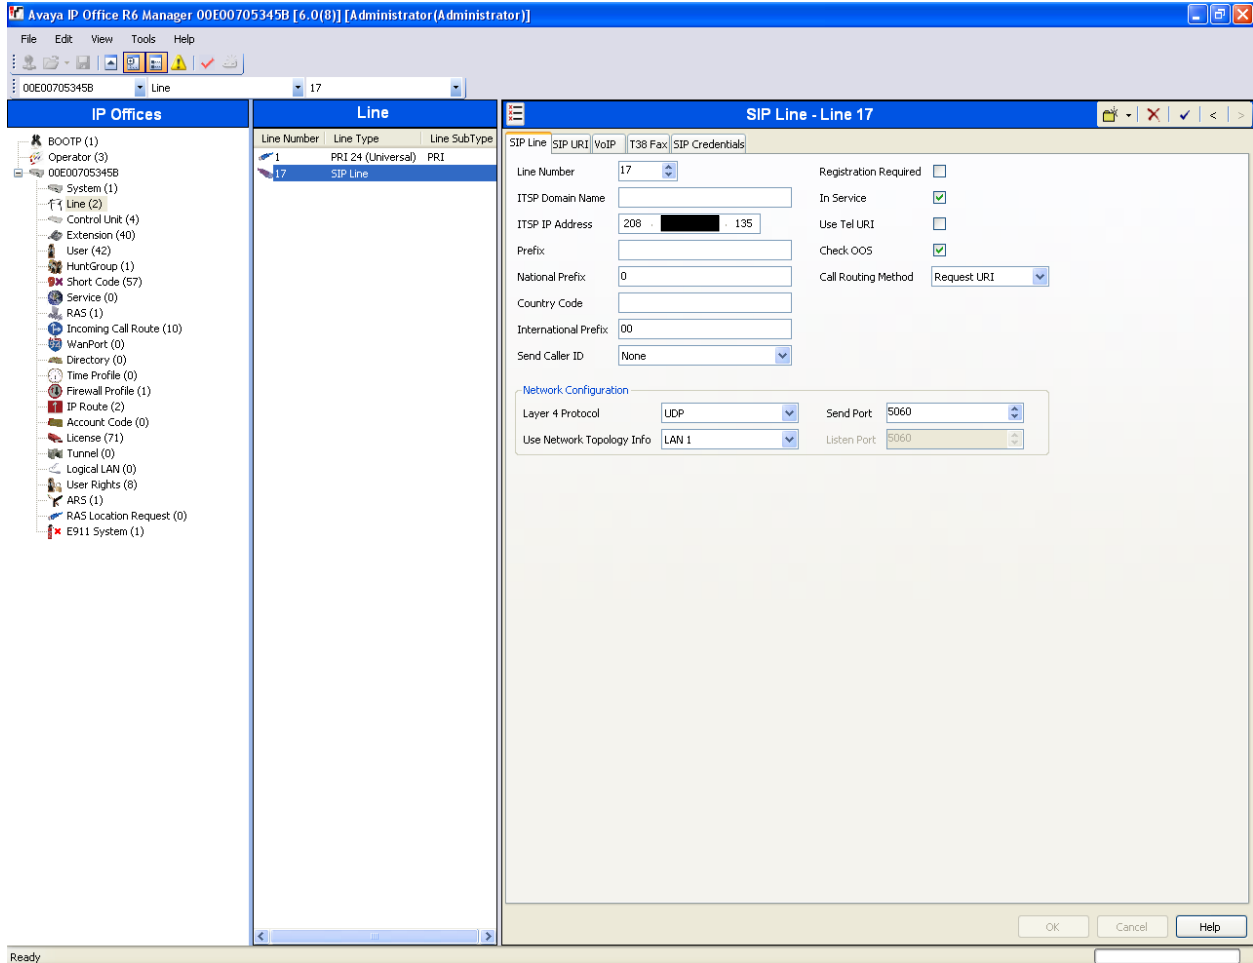 Avaya IP Office R6 Manager 00E00705345B [6.0(8)] [Administrator(Administrator)]
File Edit View Tools Help
00E00705345B Line 17
IP Offices
BOOTP (1)
Operator (3)
00E00705345B
System (1)
Line (2)
Control Unit (4)
Extension (40)
User (42)
HuntGroup (1)
Short Code (57)
Service (0)
RAS (1)
Incoming Call Route (10)
WanPort (0)
Directory (0)
Time Profile (0)
Firewall Profile (1)
IP Route (2)
Account Code (0)
License (71)
Tunnel (0)
Logical LAN (0)
User Rights (8)
ARS (1)
RAS Location Request (0)
E911 System (1)
Line
Line Number Line Type Line SubType
1 PRI 24 (Universal) PRI
17 SIP Line
SIP Line - Line 17
SIP Line SIP URI VoIP T38 Fax SIP Credentials
Line Number 17
ITSP Domain Name
ITSP IP Address 208 . . 135
Prefix
National Prefix 0
Country Code
International Prefix 00
Send Caller ID None
Registration Required
In Service
Use Tel URI
Check OOS
Call Routing Method Request URI
Network Configuration
Layer 4 Protocol UDP Send Port 5060
Use Network Topology Info LAN 1 Listen Port 5060
OK Cancel Help
Ready